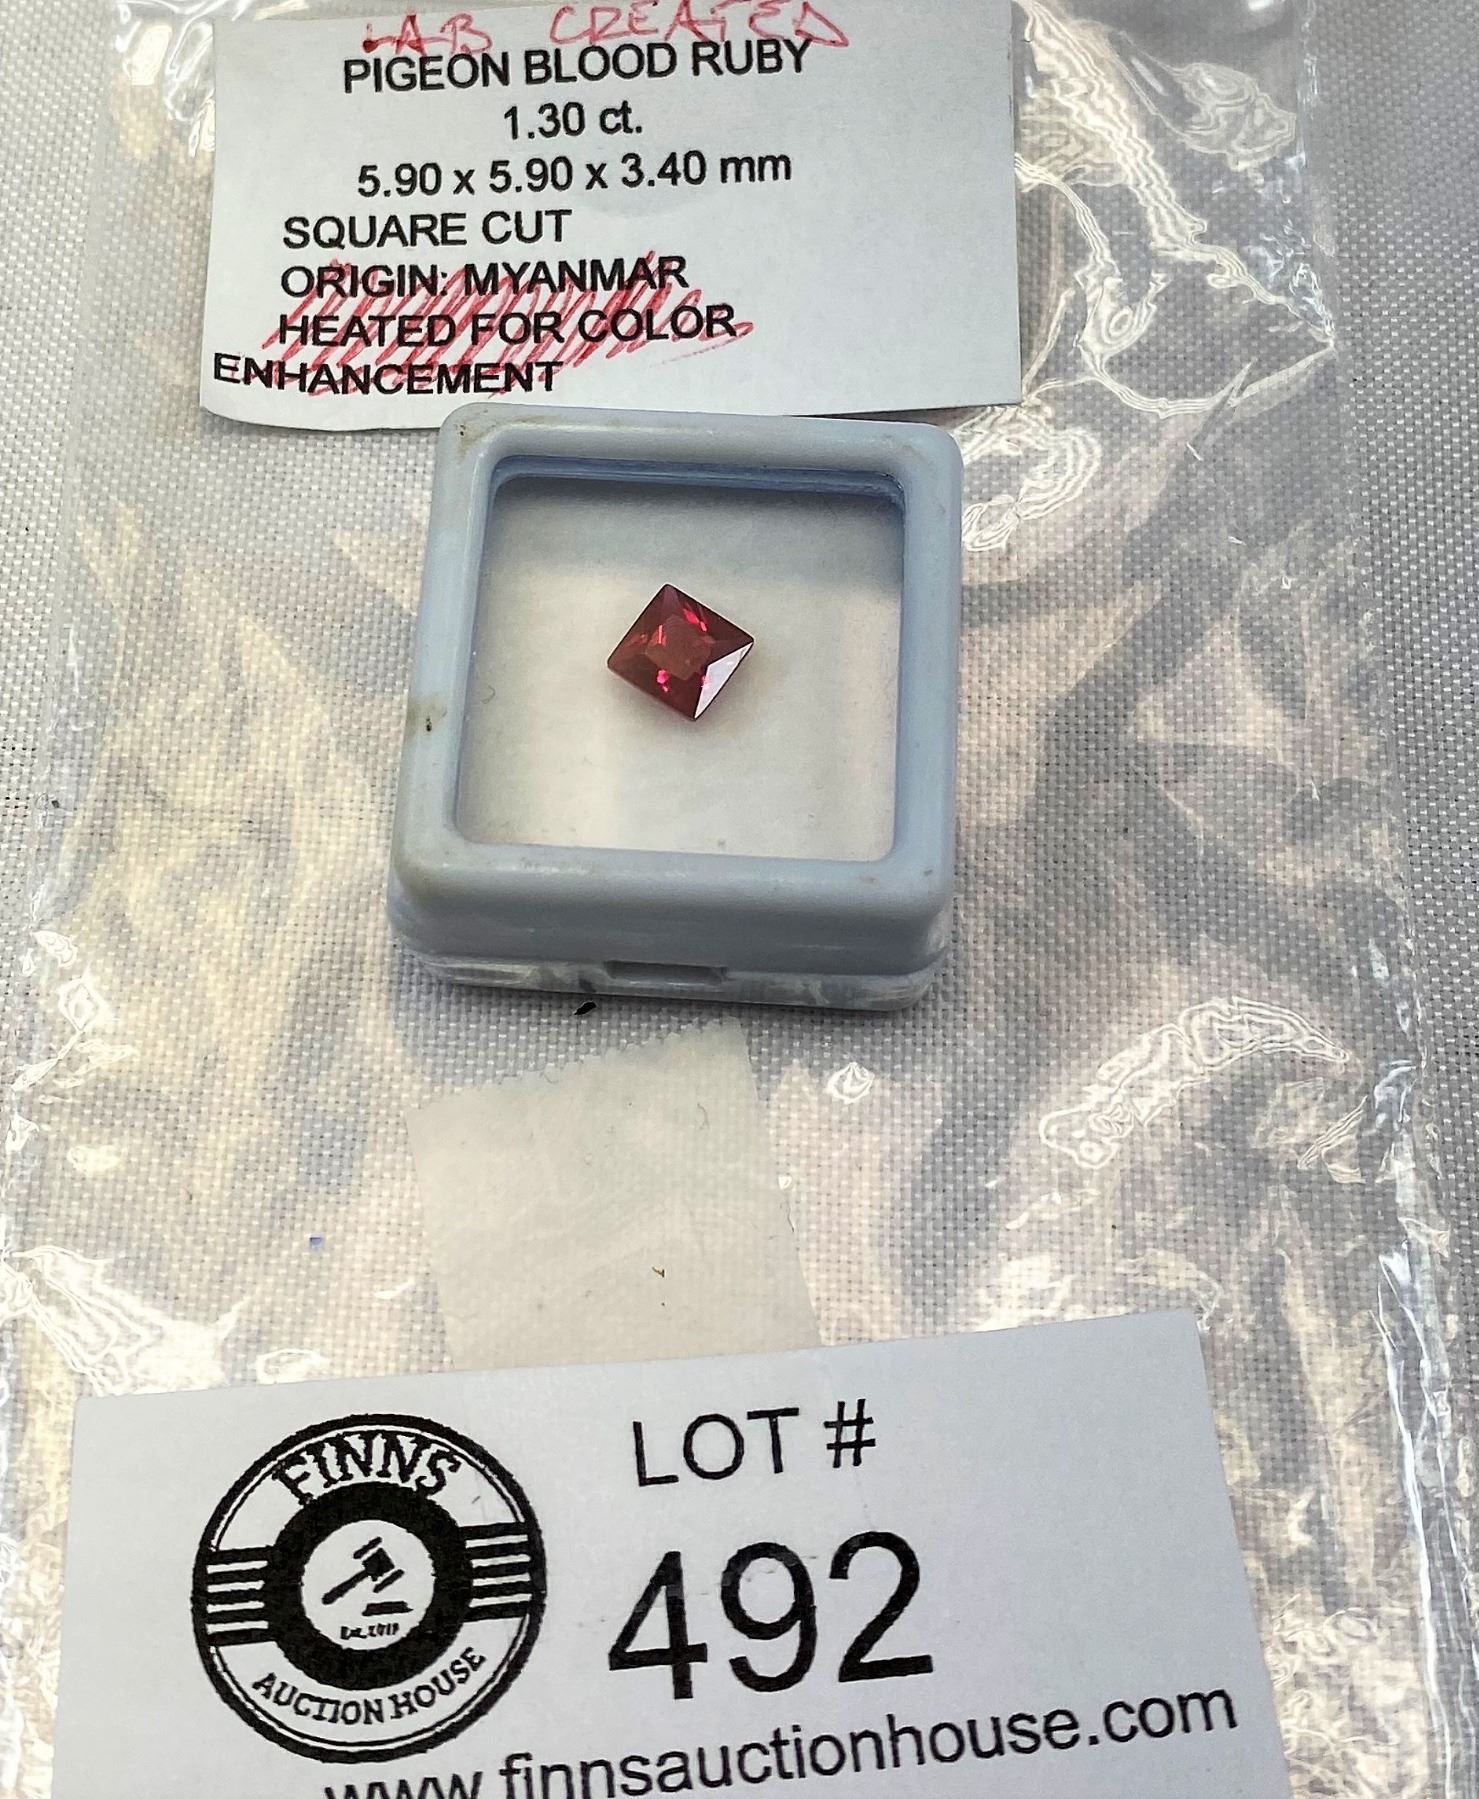 LAB CREATED
PIGEON BLOOD RUBY
1.30 ct.
5.90 x 5.90 x 3.40 mm
SQUARE CUT
ORIGIN: MYANMAR
HEATED FOR COLOR
ENHANCEMENT
FINNS
AUCTION HOUSE
LOT #
492
www.finnsauctionhouse.com